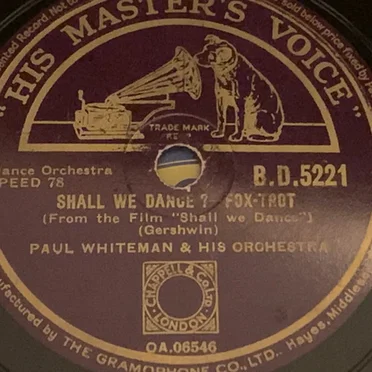 "HIS MASTER'S VOICE"
TRADE MARK
Dance Orchestra
SPEED 78
B.D.5221
SHALL WE DANCE? FOX-TROT
(From the Film "Shall we Dance")
(Gershwin)
PAUL WHITEMAN & HIS ORCHESTRA
CHAPPELL & Co Ltd
LONDON
OA.06546
Manufactured by THE GRAMOPHONE CO., LTD., Hayes, Middlesex